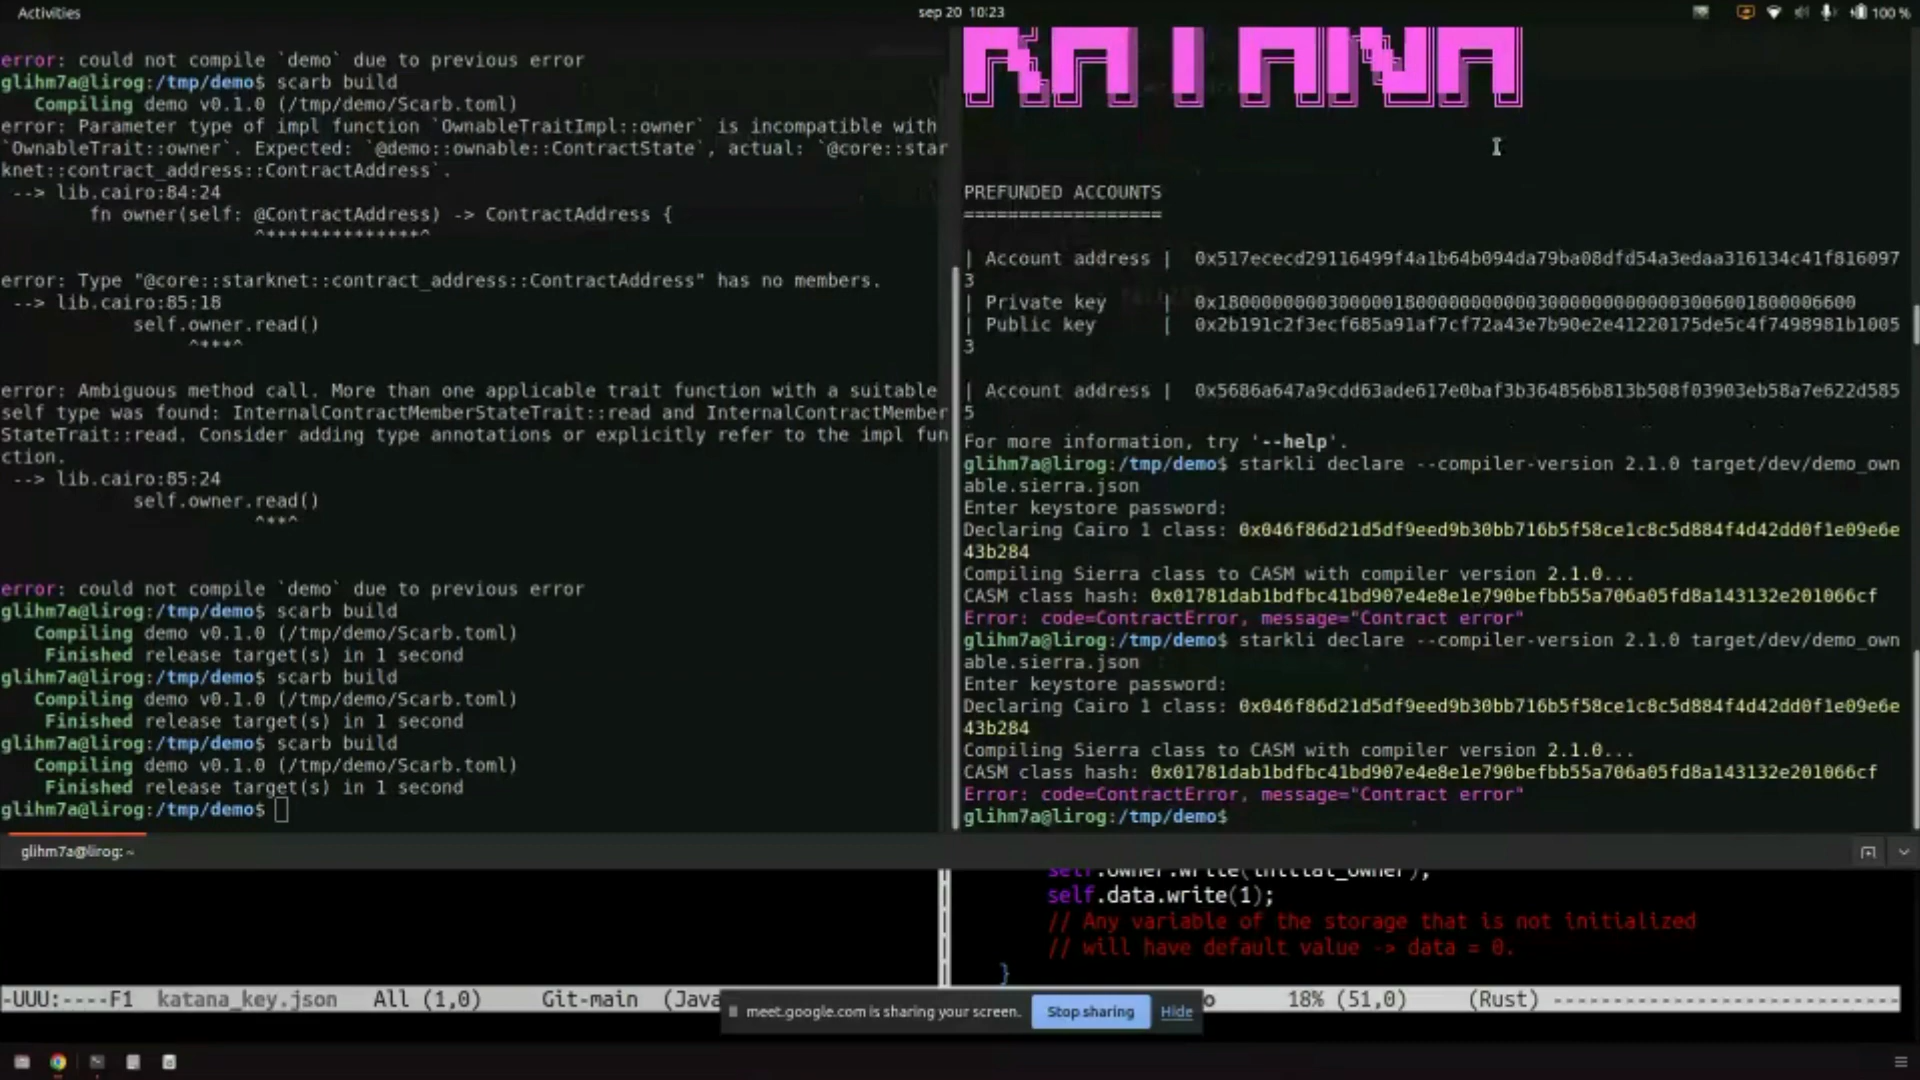 Activities
sep 20 10:23
100 %
error: could not compile `demo` due to previous error
glihm7a@lirog:/tmp/demo$ scarb build
Compiling demo v0.1.0 (/tmp/demo/Scarb.toml)
error: Parameter type of impl function `OwnableTraitImpl::owner` is incompatible with
`OwnableTrait::owner`. Expected: `@demo::ownable::ContractState`, actual: `@core::star
knet::contract_address::ContractAddress`.
--> lib.cairo:84:24
fn owner(self: @ContractAddress) -> ContractAddress {
^**************^
error: Type "@core::starknet::contract_address::ContractAddress" has no members.
--> lib.cairo:85:18
self.owner.read()
^***^
error: Ambiguous method call. More than one applicable trait function with a suitable
self type was found: InternalContractMemberStateTrait::read and InternalContractMember
StateTrait::read. Consider adding type annotations or explicitly refer to the impl fun
ction.
--> lib.cairo:85:24
self.owner.read()
^**^
error: could not compile `demo` due to previous error
glihm7a@lirog:/tmp/demo$ scarb build
Compiling demo v0.1.0 (/tmp/demo/Scarb.toml)
Finished release target(s) in 1 second
glihm7a@lirog:/tmp/demo$ scarb build
Compiling demo v0.1.0 (/tmp/demo/Scarb.toml)
Finished release target(s) in 1 second
glihm7a@lirog:/tmp/demo$ scarb build
Compiling demo v0.1.0 (/tmp/demo/Scarb.toml)
Finished release target(s) in 1 second
glihm7a@lirog:/tmp/demo$
KATANA
PREFUNDED ACCOUNTS
==================
| Account address | 0x517ececd29116499f4a1b64b094da79ba08dfd54a3edaa316134c41f816097
3
| Private key | 0x1800000000300000180000000000030000000000003006001800006600
| Public key | 0x2b191c2f3ecf685a91af7cf72a43e7b90e2e41220175de5c4f7498981b1005
3
| Account address | 0x5686a647a9cdd63ade617e0baf3b364856b813b508f03903eb58a7e622d585
5
For more information, try '--help'.
glihm7a@lirog:/tmp/demo$ starkli declare --compiler-version 2.1.0 target/dev/demo_own
able.sierra.json
Enter keystore password:
Declaring Cairo 1 class: 0x046f86d21d5df9eed9b30bb716b5f58ce1c8c5d884f4d42dd0f1e09e6e
43b284
Compiling Sierra class to CASM with compiler version 2.1.0...
CASM class hash: 0x01781dab1bdfbc41bd907e4e8e1e790befbb55a706a05fd8a143132e201066cf
Error: code=ContractError, message="Contract error"
glihm7a@lirog:/tmp/demo$ starkli declare --compiler-version 2.1.0 target/dev/demo_own
able.sierra.json
Enter keystore password:
Declaring Cairo 1 class: 0x046f86d21d5df9eed9b30bb716b5f58ce1c8c5d884f4d42dd0f1e09e6e
43b284
Compiling Sierra class to CASM with compiler version 2.1.0...
CASM class hash: 0x01781dab1bdfbc41bd907e4e8e1e790befbb55a706a05fd8a143132e201066cf
Error: code=ContractError, message="Contract error"
glihm7a@lirog:/tmp/demo$
glihm7a@lirog: ~
self.owner.write(initial_owner);
self.data.write(1);
// Any variable of the storage that is not initialized
// will have default value -> data = 0.
}
-UUU:----F1 katana_key.json All (1,0) Git-main (Java
o 18% (51,0) (Rust) ------------------------------
meet.google.com is sharing your screen. Stop sharing Hide